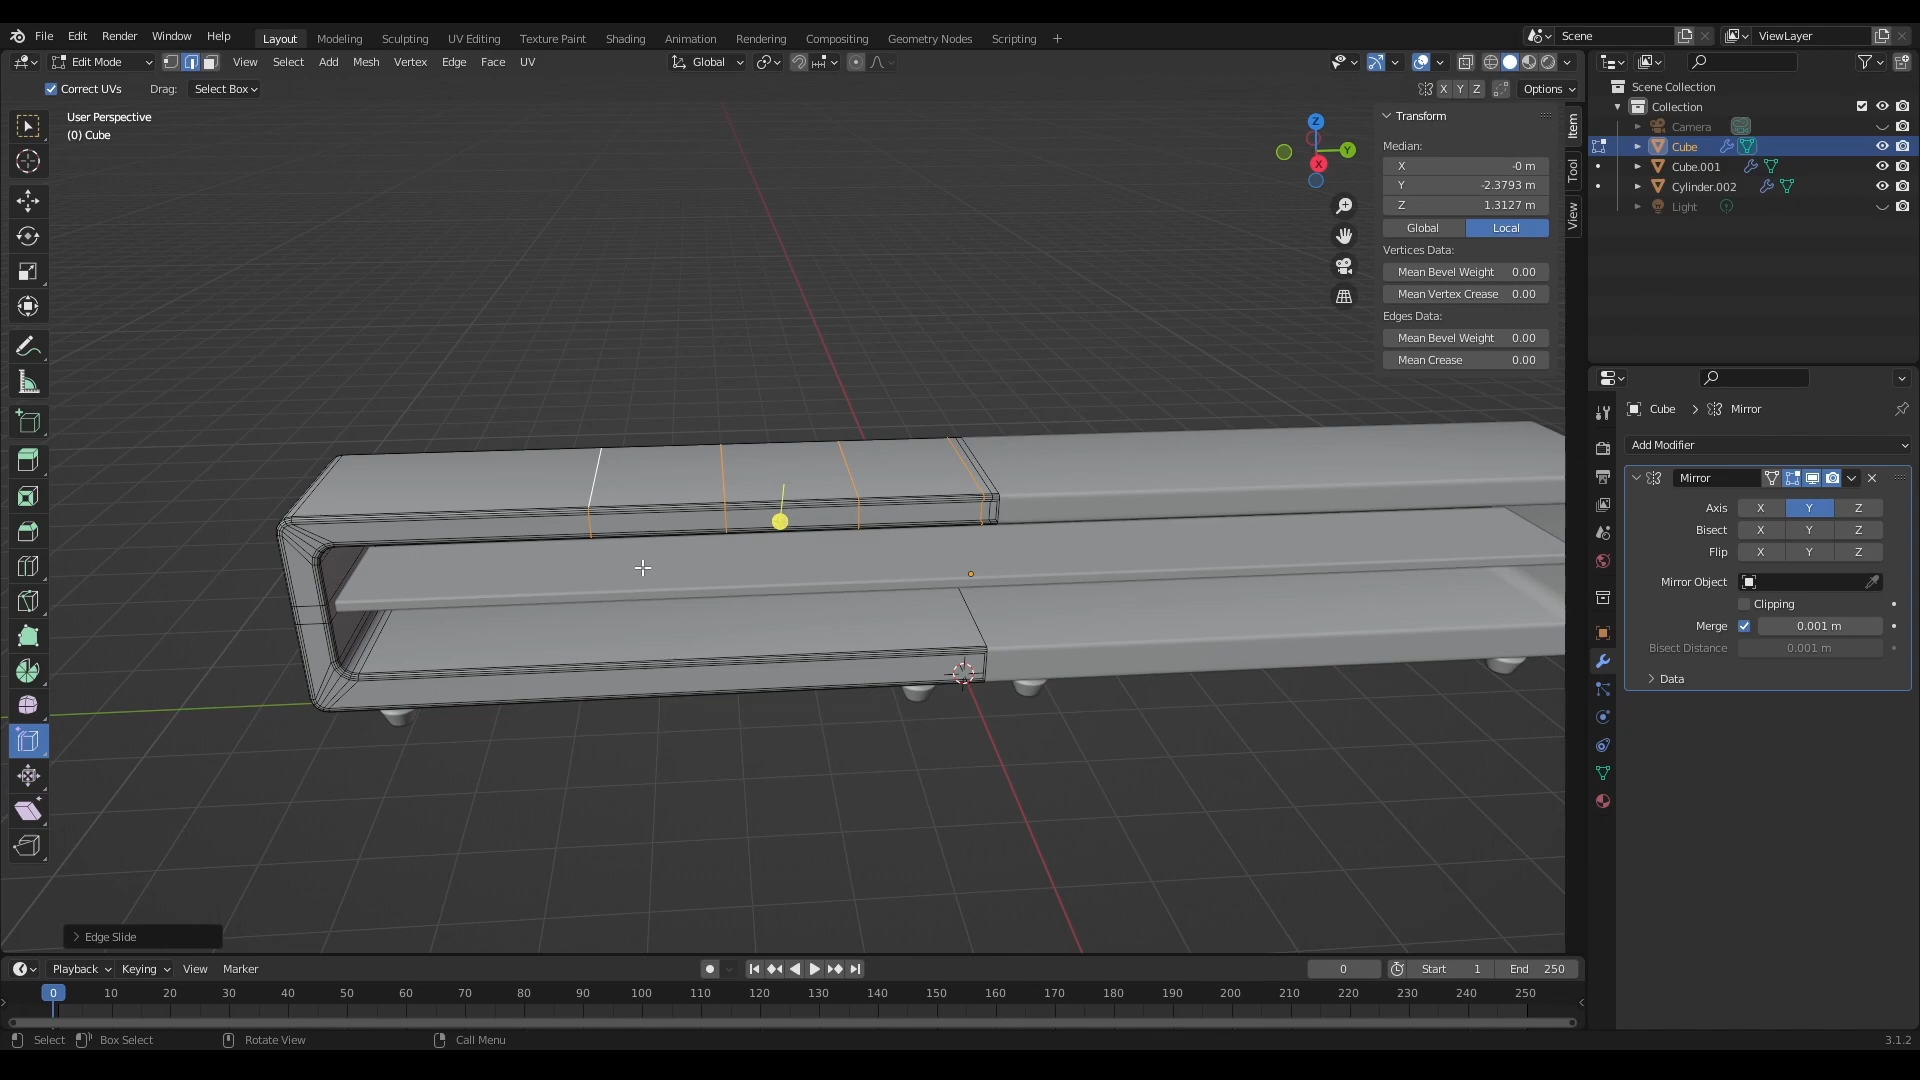 File Edit Render Window Help Layout Modeling Sculpting UV Editing Texture Paint Shading Animation Rendering Compositing Geometry Nodes Scripting + Scene ViewLayer
Edit Mode View Select Add Mesh Vertex Edge Face UV Global
Correct UVs Drag: Select Box X Y Z Options
User Perspective
(0) Cube
Z
Y
X
Transform
Median:
X -0 m
Y -2.3793 m
Z 1.3127 m
Global Local
Vertices Data:
Mean Bevel Weight 0.00
Mean Vertex Crease 0.00
Edges Data:
Mean Bevel Weight 0.00
Mean Crease 0.00
Item
Tool
View
Scene Collection
Collection
Camera
Cube
Cube.001
Cylinder.002
Light
Cube > Mirror
Add Modifier
Mirror
Axis X Y Z
Bisect X Y Z
Flip X Y Z
Mirror Object
Clipping
Merge 0.001 m
Bisect Distance 0.001 m
Data
Edge Slide
Playback Keying View Marker 0 Start 1 End 250
0 10 20 30 40 50 60 70 80 90 100 110 120 130 140 150 160 170 180 190 200 210 220 230 240 250
Select Box Select Rotate View Call Menu 3.1.2